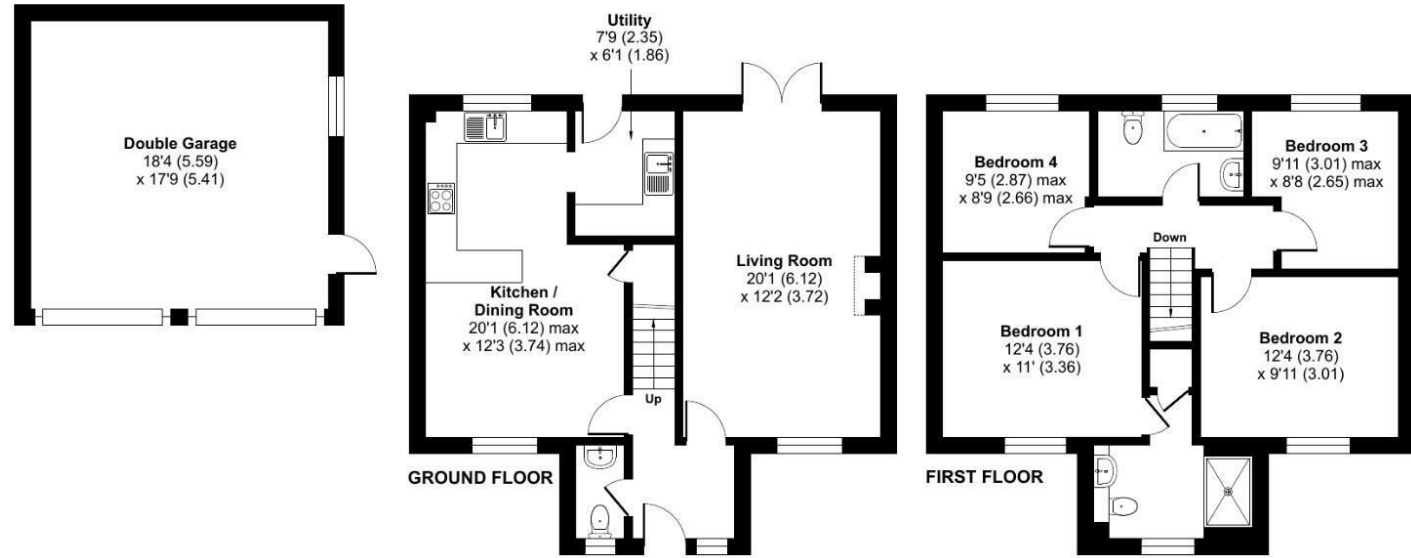 Double Garage
18'4 (5.59)
x 17'9 (5.41)
Utility
7'9 (2.35)
x 6'1 (1.86)
Kitchen /
Dining Room
20'1 (6.12) max
x 12'3 (3.74) max
Living Room
20'1 (6.12)
x 12'2 (3.72)
Up
GROUND FLOOR
Bedroom 4
9'5 (2.87) max
x 8'9 (2.66) max
Bedroom 3
9'11 (3.01) max
x 8'8 (2.65) max
Down
Bedroom 1
12'4 (3.76)
x 11' (3.36)
Bedroom 2
12'4 (3.76)
x 9'11 (3.01)
FIRST FLOOR